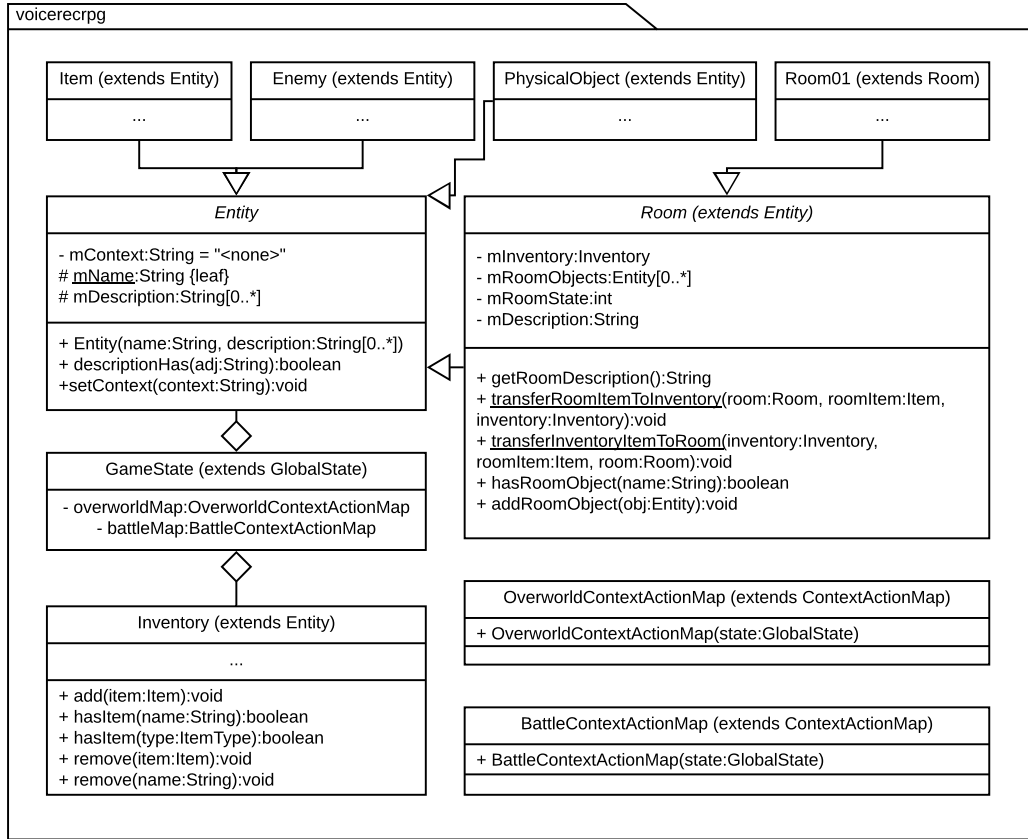 voicerecrpg
Item (extends Entity)
...
Enemy (extends Entity)
...
PhysicalObject (extends Entity)
...
Room01 (extends Room)
...
Entity
- mContext:String = "<none>"
# mName:String {leaf}
# mDescription:String[0..*]
+ Entity(name:String, description:String[0..*])
+ descriptionHas(adj:String):boolean
+setContext(context:String):void
Room (extends Entity)
- mInventory:Inventory
- mRoomObjects:Entity[0..*]
- mRoomState:int
- mDescription:String
+ getRoomDescription():String
+ transferRoomItemToInventory(room:Room, roomItem:Item,
inventory:Inventory):void
+ transferInventoryItemToRoom(inventory:Inventory,
roomItem:Item, room:Room):void
+ hasRoomObject(name:String):boolean
+ addRoomObject(obj:Entity):void
GameState (extends GlobalState)
- overworldMap:OverworldContextActionMap
- battleMap:BattleContextActionMap
Inventory (extends Entity)
...
+ add(item:Item):void
+ hasItem(name:String):boolean
+ hasItem(type:ItemType):boolean
+ remove(item:Item):void
+ remove(name:String):void
OverworldContextActionMap (extends ContextActionMap)
+ OverworldContextActionMap(state:GlobalState)
BattleContextActionMap (extends ContextActionMap)
+ BattleContextActionMap(state:GlobalState)